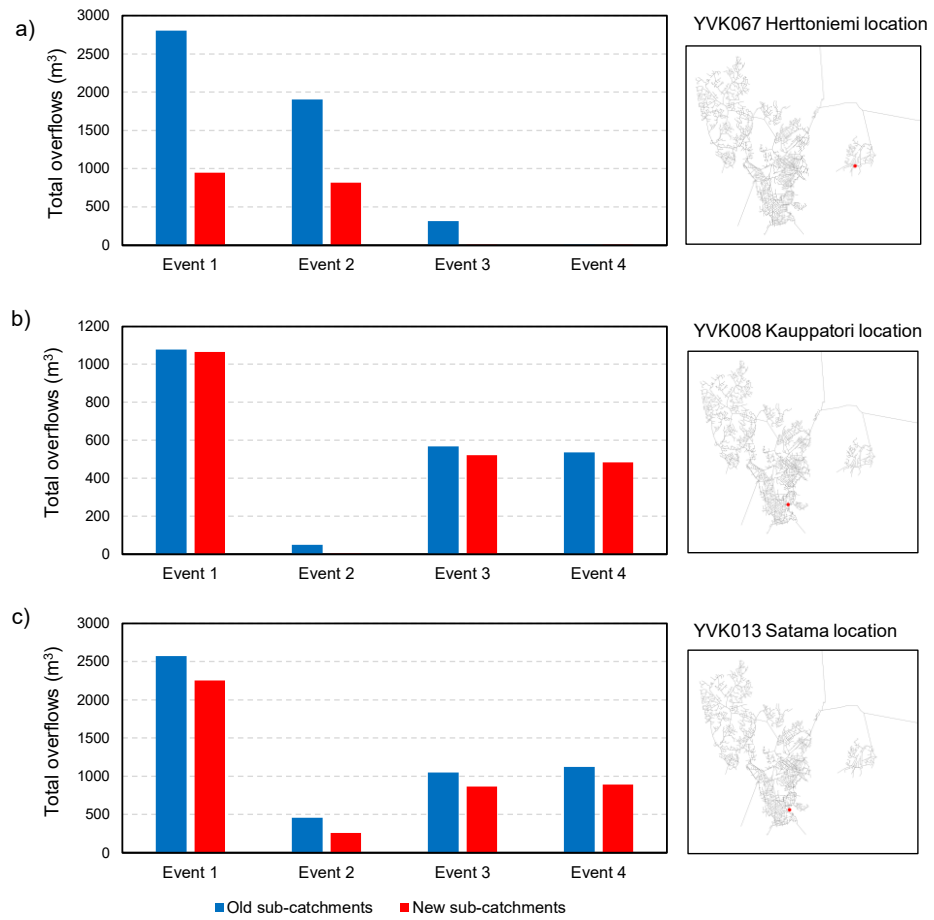 a)
YVK067 Herttoniemi location
Total overflows (m³)
3000
2500
2000
1500
1000
500
0
Event 1 Event 2 Event 3 Event 4
b)
YVK008 Kauppatori location
Total overflows (m³)
1200
1000
800
600
400
200
0
Event 1 Event 2 Event 3 Event 4
c)
YVK013 Satama location
Total overflows (m³)
3000
2500
2000
1500
1000
500
0
Event 1 Event 2 Event 3 Event 4
Old sub-catchments New sub-catchments